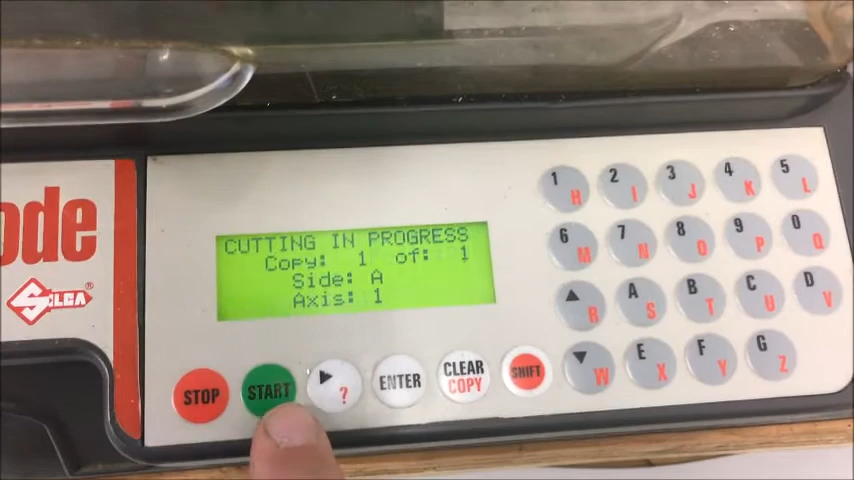 ode
SILCA
CUTTING IN PROGRESS
Copy: 1 of: 1
Side: A
Axis: 1
STOP
START
?
ENTER
CLEAR
COPY
SHIFT
1 H
2 I
3 J
4 K
5 L
6 M
7 N
8 O
9 P
0 Q
R
A S
B T
C U
D V
W
E X
F Y
G Z